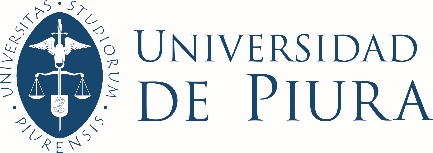 UNIVERSITAS · STUDIORUM · PIURENSIS ·
UNIVERSIDAD
DE PIURA